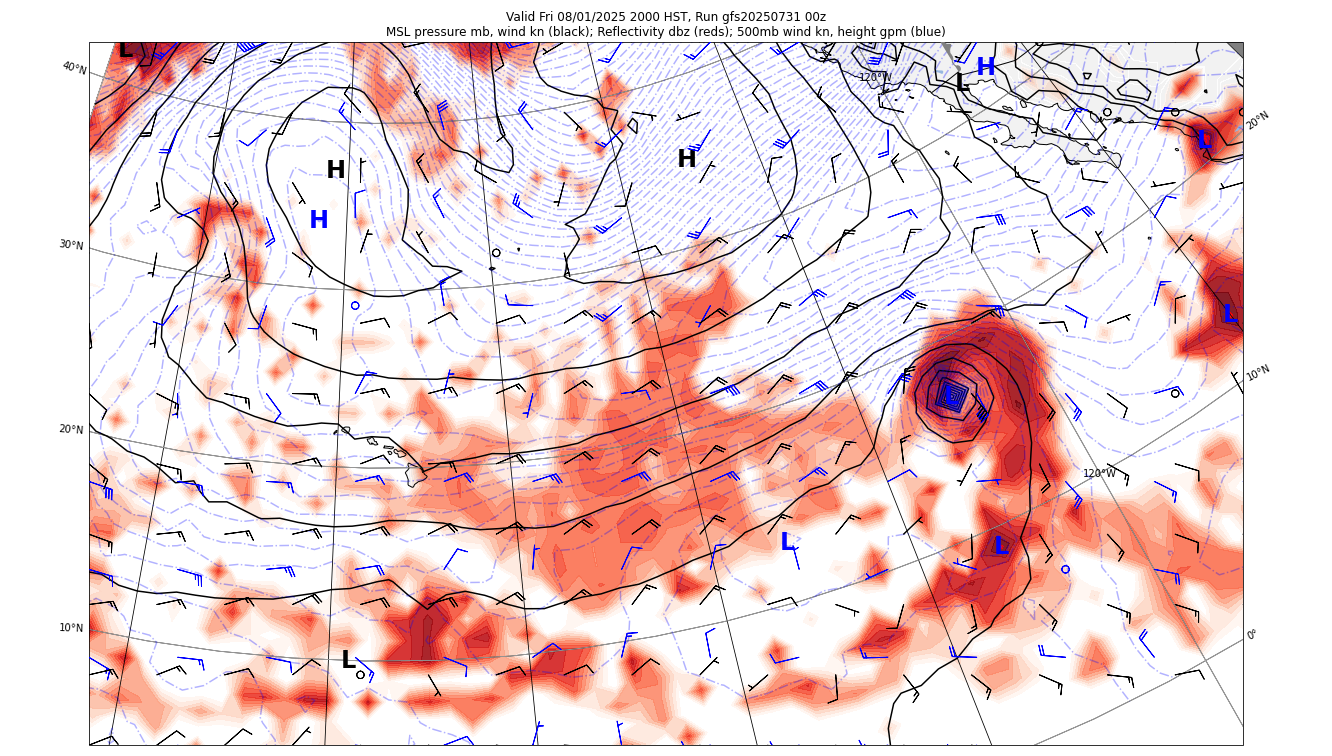 Valid Fri 08/01/2025 2000 HST, Run gfs20250731 00z
MSL pressure mb, wind kn (black); Reflectivity dbz (reds); 500mb wind kn, height gpm (blue)
L
40°N
H
L
120°W
20°N
L
H
H
H
30°N
L
10°N
L
20°N
120°W
L
L
10°N
0°
L